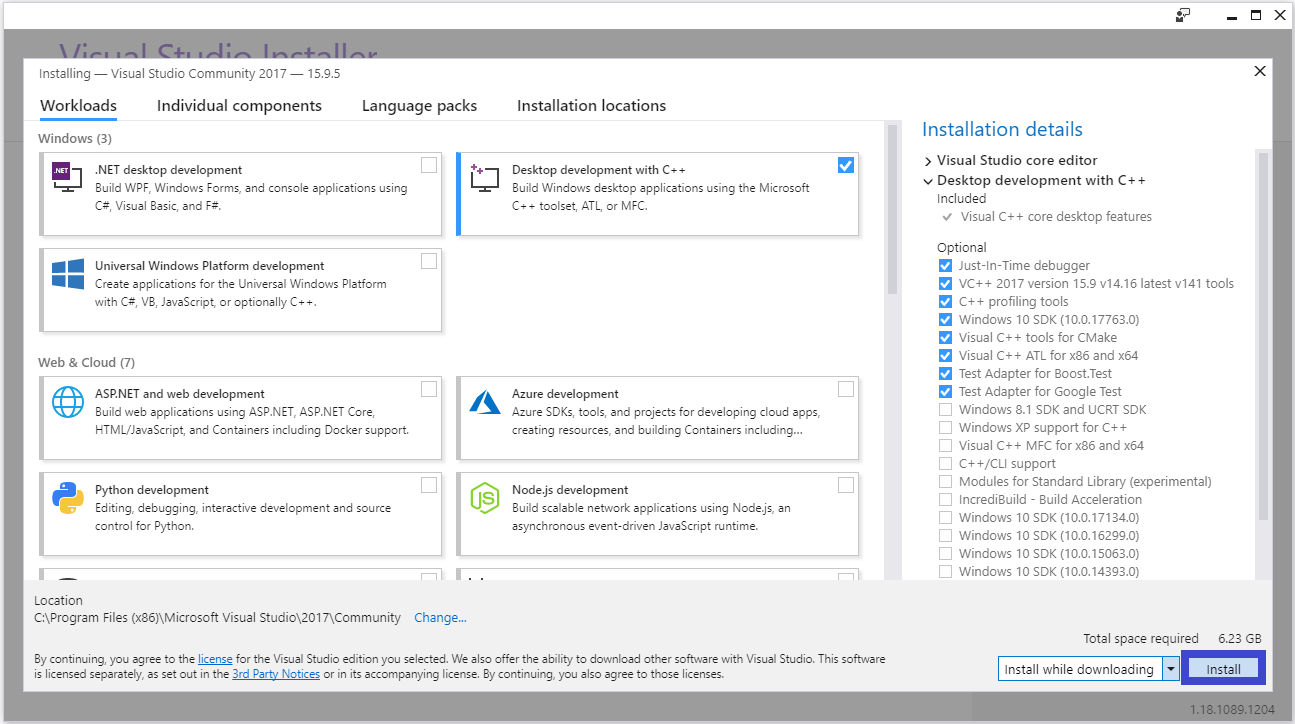 Visual Studio Installer
Installing — Visual Studio Community 2017 — 15.9.5
Workloads
Individual components
Language packs
Installation locations
Windows (3)
.NET
.NET desktop development
Build WPF, Windows Forms, and console applications using
C#, Visual Basic, and F#.
Desktop development with C++
Build Windows desktop applications using the Microsoft
C++ toolset, ATL, or MFC.
Universal Windows Platform development
Create applications for the Universal Windows Platform
with C#, VB, JavaScript, or optionally C++.
Web & Cloud (7)
ASP.NET and web development
Build web applications using ASP.NET, ASP.NET Core,
HTML/JavaScript, and Containers including Docker support.
Azure development
Azure SDKs, tools, and projects for developing cloud apps,
creating resources, and building Containers including...
Python development
Editing, debugging, interactive development and source
control for Python.
JS
Node.js development
Build scalable network applications using Node.js, an
asynchronous event-driven JavaScript runtime.
Installation details
Visual Studio core editor
Desktop development with C++
Included
Visual C++ core desktop features
Optional
Just-In-Time debugger
VC++ 2017 version 15.9 v14.16 latest v141 tools
C++ profiling tools
Windows 10 SDK (10.0.17763.0)
Visual C++ tools for CMake
Visual C++ ATL for x86 and x64
Test Adapter for Boost.Test
Test Adapter for Google Test
Windows 8.1 SDK and UCRT SDK
Windows XP support for C++
Visual C++ MFC for x86 and x64
C++/CLI support
Modules for Standard Library (experimental)
IncrediBuild - Build Acceleration
Windows 10 SDK (10.0.17134.0)
Windows 10 SDK (10.0.16299.0)
Windows 10 SDK (10.0.15063.0)
Windows 10 SDK (10.0.14393.0)
Location
C:\Program Files (x86)\Microsoft Visual Studio\2017\Community
Change...
Total space required 6.23 GB
By continuing, you agree to the license for the Visual Studio edition you selected. We also offer the ability to download other software with Visual Studio. This software
is licensed separately, as set out in the 3rd Party Notices or in its accompanying license. By continuing, you also agree to those licenses.
Install while downloading
Install
1.18.1089.1204